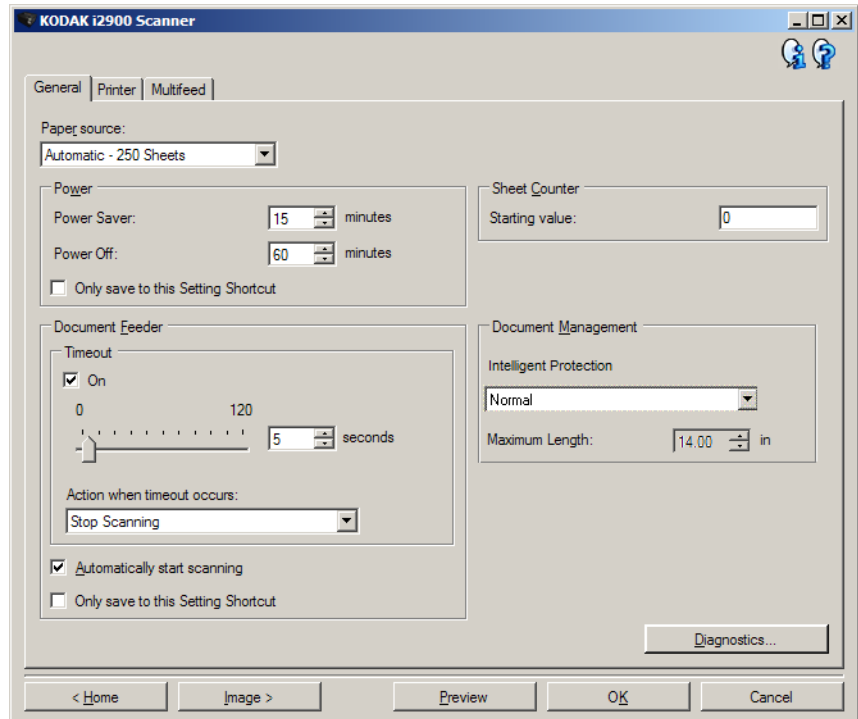 KODAK i2900 Scanner
General Printer Multifeed
Paper source:
Automatic - 250 Sheets
Power
Power Saver: 15 minutes
Power Off: 60 minutes
Only save to this Setting Shortcut
Sheet Counter
Starting value: 0
Document Feeder
Timeout
On
0 120
5 seconds
Action when timeout occurs:
Stop Scanning
Automatically start scanning
Only save to this Setting Shortcut
Document Management
Intelligent Protection
Normal
Maximum Length: 14.00 in
Diagnostics...
< Home Image > Preview OK Cancel